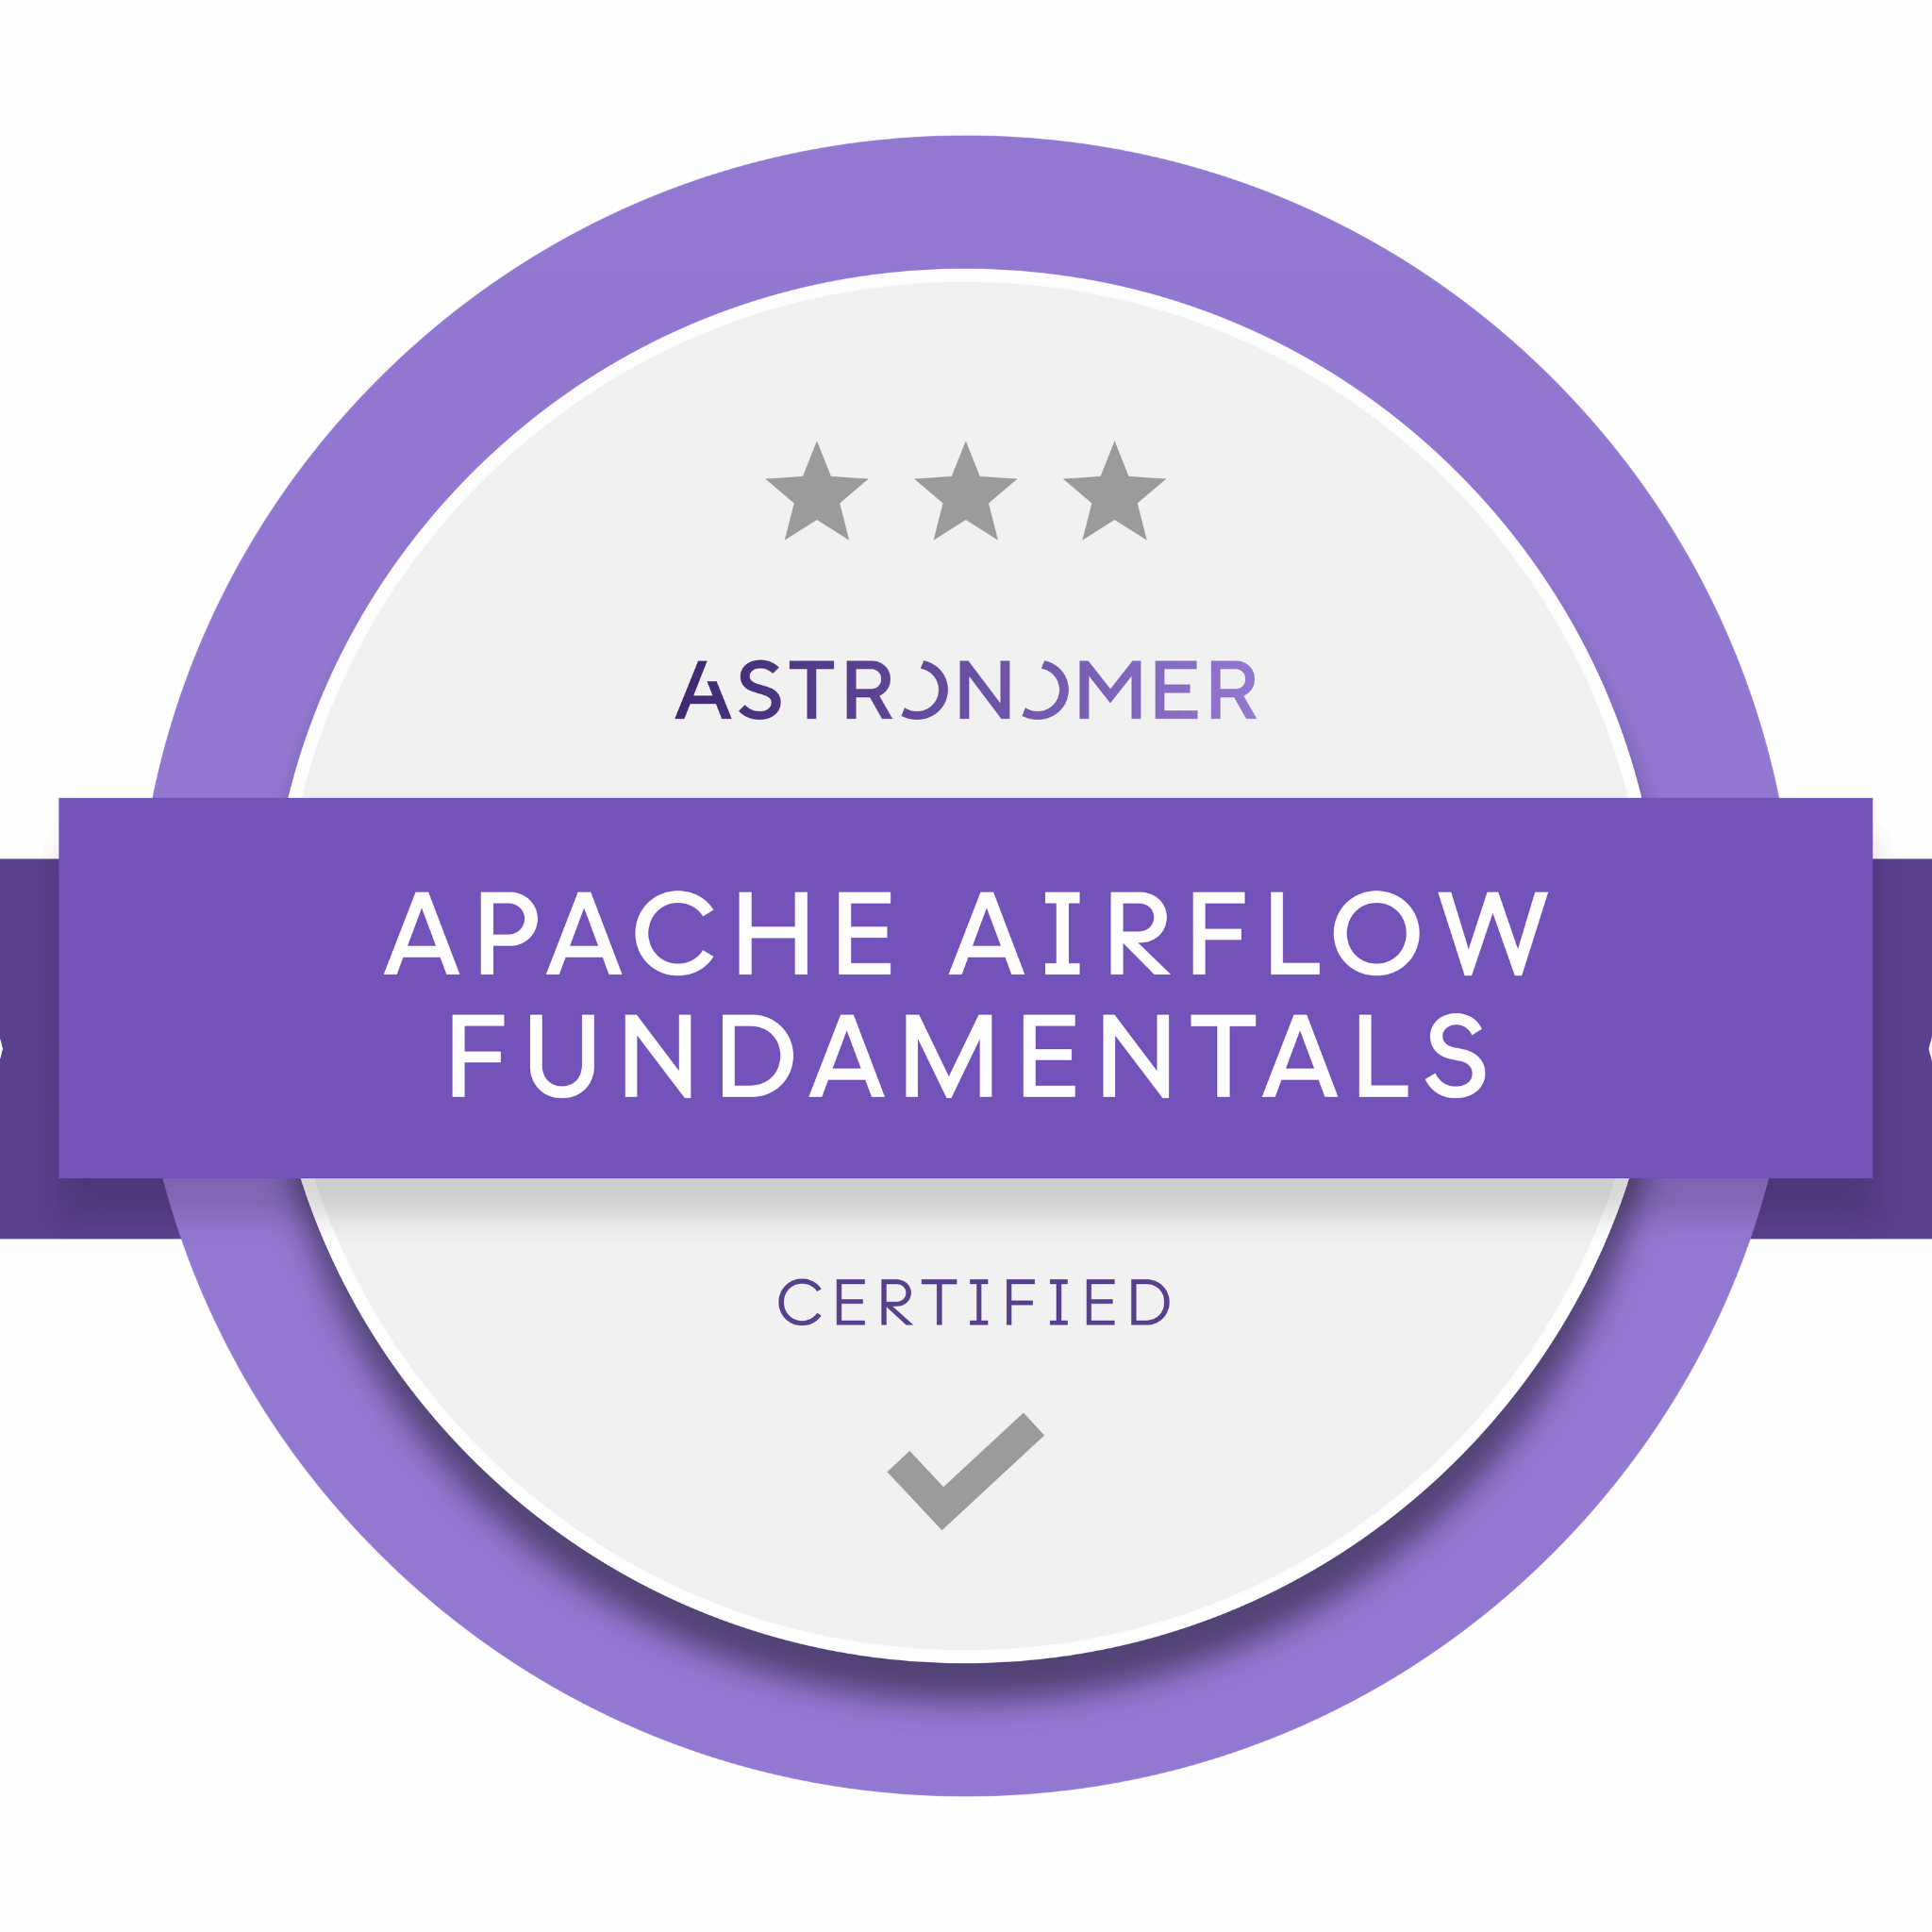 ASTRONOMER
APACHE AIRFLOW
FUNDAMENTALS
CERTIFIED